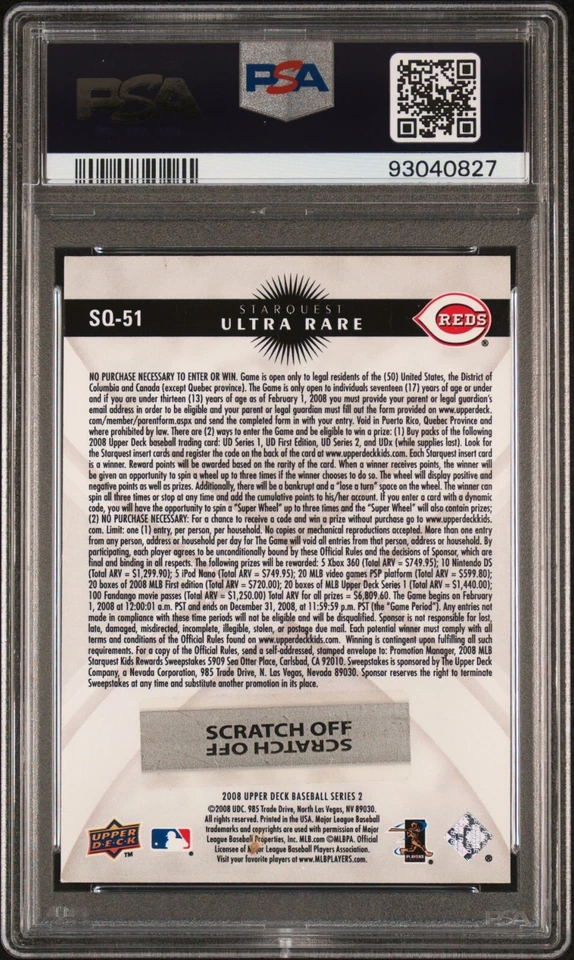 PSA
PSA
93040827
SQ-51
STARQUEST
ULTRA RARE
REDS
®
NO PURCHASE NECESSARY TO ENTER OR WIN. Game is open only to legal residents of the (50) United States, the District of
Columbia and Canada (except Quebec province). The Game is only open to individuals seventeen (17) years of age or under
and if you are under thirteen (13) years of age as of February 1, 2008 you must provide your parent or legal guardian's
email address in order to be eligible and your parent or legal guardian must fill out the form provided on www.upperdeck.
com/member/parentform.aspx and send the completed form in with your entry. Void in Puerto Rico, Quebec Province and
where prohibited by law. There are (2) ways to enter the Game and be eligible to win a prize: (1) Buy packs of the following
2008 Upper Deck baseball trading card: UD Series 1, UD First Edition, UD Series 2, and UDx (while supplies last). Look for
the Starquest insert cards and register the code on the back of the card at www.upperdeckkids.com. Each Starquest insert card
is a winner. Reward points will be awarded based on the rarity of the card. When a winner receives points, the winner will
be given an opportunity to spin a wheel up to three times if the winner chooses to do so. The wheel will display positive and
negative points as well as prizes. Additionally, there will be a bankrupt and a "lose a turn" space on the wheel. The winner can
spin all three times or stop at any time and add the cumulative points to his/her account. If you enter a card with a dynamic
code, you will have the opportunity to spin a "Super Wheel" up to three times and the "Super Wheel" will also contain prizes;
(2) NO PURCHASE NECESSARY: For a chance to receive a code and win a prize without purchase go to www.upperdeckkids.
com. Limit: one (1) entry, per person, per household. No copies or mechanical reproductions accepted. More than one entry
from any person, address or household per day for The Game will void all entries from that person, address or household. By
participating, each player agrees to be unconditionally bound by these Official Rules and the decisions of Sponsor, which are
final and binding in all respects. The following prizes will be rewarded: 5 Xbox 360 (Total ARV = $749.95); 10 Nintendo DS
(Total ARV = $1,299.90); 5 iPod Nano (Total ARV = $749.95); 20 MLB video games PSP platform (Total ARV = $599.80);
20 boxes of 2008 MLB First edition (Total ARV = $720.00); 20 boxes of MLB Upper Deck Series 1 (Total ARV = $1,440.00);
100 Fandango movie passes (Total ARV = $1,250.00) Total ARV for all prizes = $6,809.60. The Game begins on February
1, 2008 at 12:00:01 a.m. PST and ends on December 31, 2008, at 11:59:59 p.m. PST (the "Game Period"). Any entries not
made in compliance with these time periods will not be eligible and will be disqualified. Sponsor is not responsible for lost,
late, damaged, misdirected, incomplete, illegible, stolen, or postage due mail. Each potential winner must comply with all
terms and conditions of the Official Rules found on www.upperdeckkids.com. Winning is contingent upon fulfilling all such
requirements. For a copy of the Official Rules, send a self-addressed, stamped envelope to: Promotion Manager, 2008 MLB
Starquest Kids Rewards Sweepstakes 5909 Sea Otter Place, Carlsbad, CA 92010. Sweepstakes is sponsored by The Upper Deck
Company, a Nevada Corporation, 985 Trade Drive, N. Las Vegas, Nevada 89030. Sponsor reserves the right to terminate
Sweepstakes at any time and substitute another promotion in its place.
SCRATCH OFF
SCRATCH OFF
2008 UPPER DECK BASEBALL SERIES 2
©2008 UDC. 985 Trade Drive, North Las Vegas, NV 89030.
All rights reserved. Printed in the USA. Major League Baseball
trademarks and copyrights are used with permission of Major
League Baseball Properties, Inc. MLB.com ©MLBPA. Official
Licensee of Major League Baseball Players Association.
Visit your favorite players at www.MLBPLAYERS.com.
UPPER DECK
TM
®
PLAYERS
®
PSA